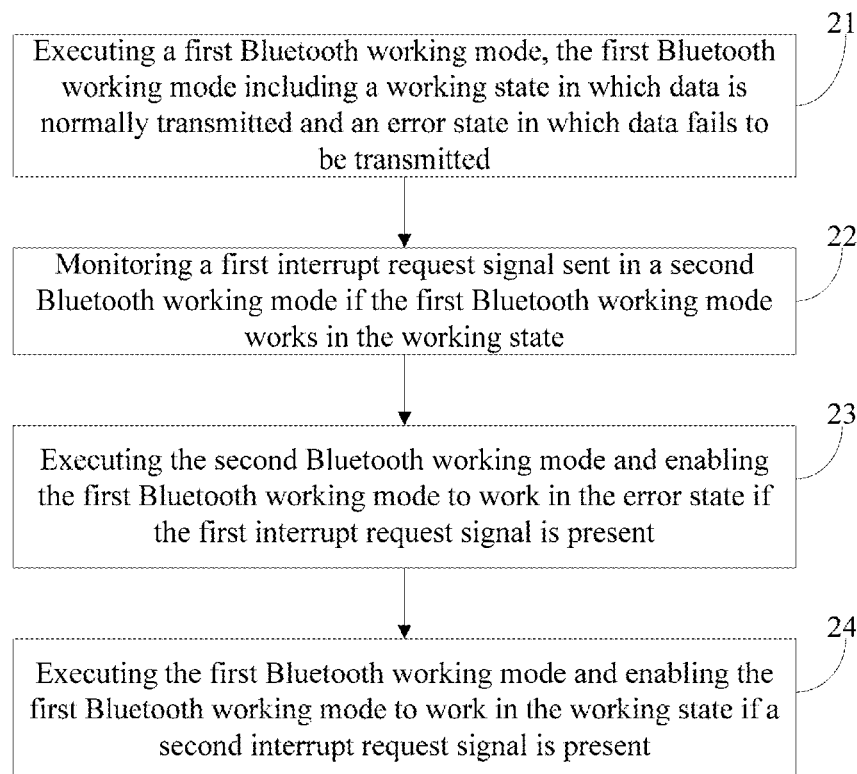 21
Executing a first Bluetooth working mode, the first Bluetooth
working mode including a working state in which data is
normally transmitted and an error state in which data fails to
be transmitted
22
Monitoring a first interrupt request signal sent in a second
Bluetooth working mode if the first Bluetooth working mode
works in the working state
23
Executing the second Bluetooth working mode and enabling
the first Bluetooth working mode to work in the error state if
the first interrupt request signal is present
24
Executing the first Bluetooth working mode and enabling the
first Bluetooth working mode to work in the working state if a
second interrupt request signal is present